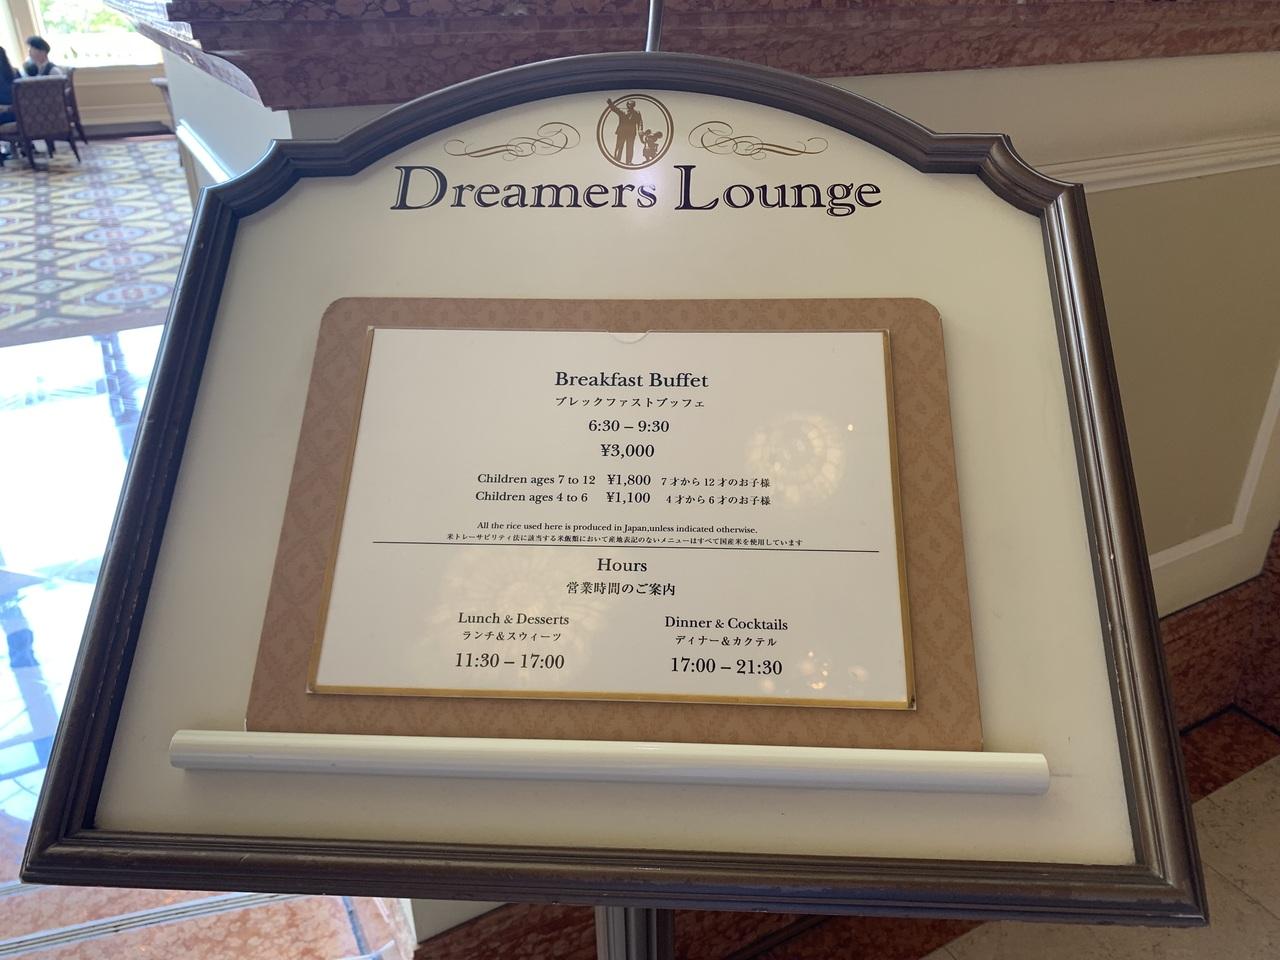 Dreamers Lounge
Breakfast Buffet
ブレックファストブッフェ
6:30 – 9:30
¥3,000
Children ages 7 to 12 ¥1,800 7才から12才のお子様
Children ages 4 to 6 ¥1,100 4才から6才のお子様
All the rice used here is produced in Japan,unless indicated otherwise.
米トレーサビリティ法に該当する米飯類において産地表記のないメニューはすべて国産米を使用しています
Hours
営業時間のご案内
Lunch & Desserts
ランチ&スウィーツ
11:30 – 17:00
Dinner & Cocktails
ディナー&カクテル
17:00 – 21:30